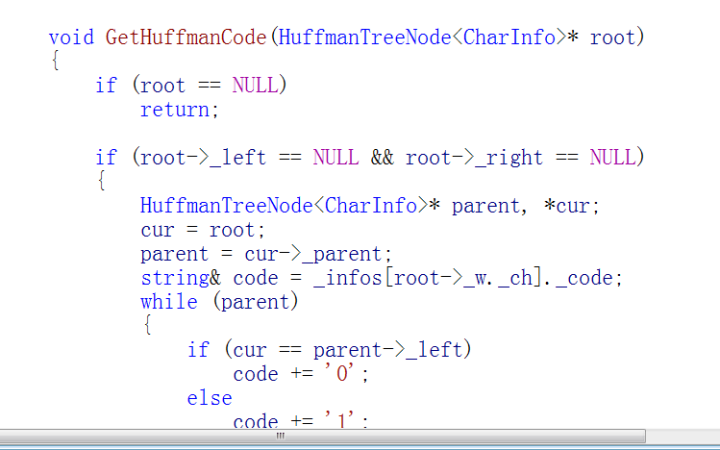 void GetHuffmanCode(HuffmanTreeNode<CharInfo>* root)
{
    if (root == NULL)
        return;

    if (root->_left == NULL && root->_right == NULL)
    {
        HuffmanTreeNode<CharInfo>* parent, *cur;
        cur = root;
        parent = cur->_parent;
        string& code = _infos[root->_w._ch]._code;
        while (parent)
        {
            if (cur == parent->_left)
                code += '0';
            else
                code += '1';